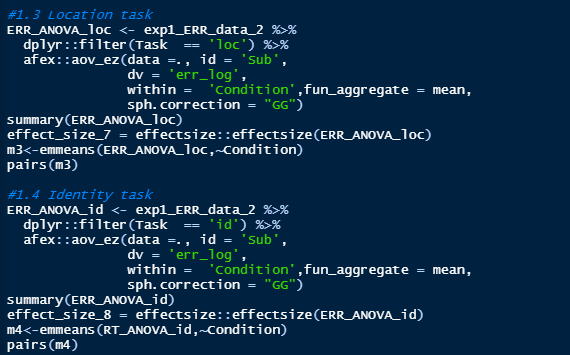 #1.3 Location task
ERR_ANOVA_loc <- exp1_ERR_data_2 %>%
  dplyr::filter(Task  == 'loc') %>%
  afex::aov_ez(data =., id = 'Sub',
               dv = 'err_log',
               within =  'Condition',fun_aggregate = mean,
               sph.correction = "GG")
summary(ERR_ANOVA_loc)
effect_size_7 = effectsize::effectsize(ERR_ANOVA_loc)
m3<-emmeans(ERR_ANOVA_loc,~Condition)
pairs(m3)

#1.4 Identity task
ERR_ANOVA_id <- exp1_ERR_data_2 %>%
  dplyr::filter(Task  == 'id') %>%
  afex::aov_ez(data =., id = 'Sub',
               dv = 'err_log',
               within =  'Condition',fun_aggregate = mean,
               sph.correction = "GG")
summary(ERR_ANOVA_id)
effect_size_8 = effectsize::effectsize(ERR_ANOVA_id)
m4<-emmeans(RT_ANOVA_id,~Condition)
pairs(m4)